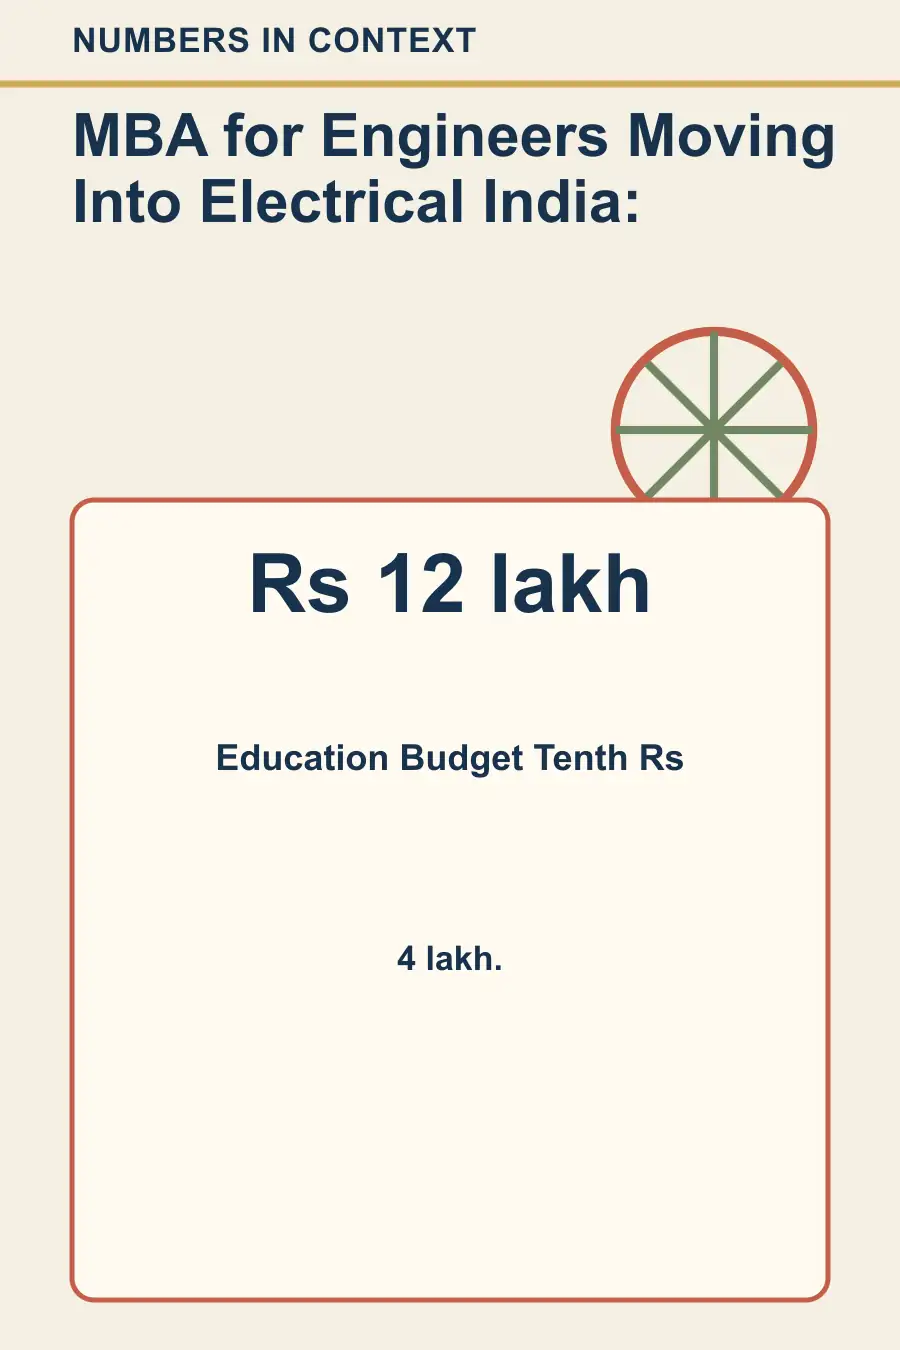 NUMBERS IN CONTEXT
MBA for Engineers Moving
Into Electrical India:
Rs 12 lakh
Education Budget Tenth Rs
4 lakh.